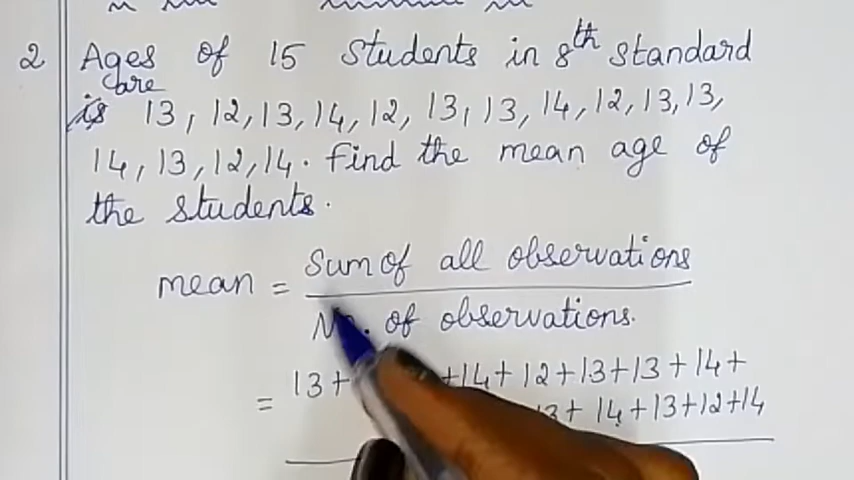 2 Ages of 15 students in 8th standard
are
is 13, 12, 13, 14, 12, 13, 13, 14, 12, 13, 13,
14, 13, 12, 14. Find the mean age of
the students.
mean = Sum of all observations
No. of observations.
= 13+ +14+12+13+13+14+
13+14+13+12+14